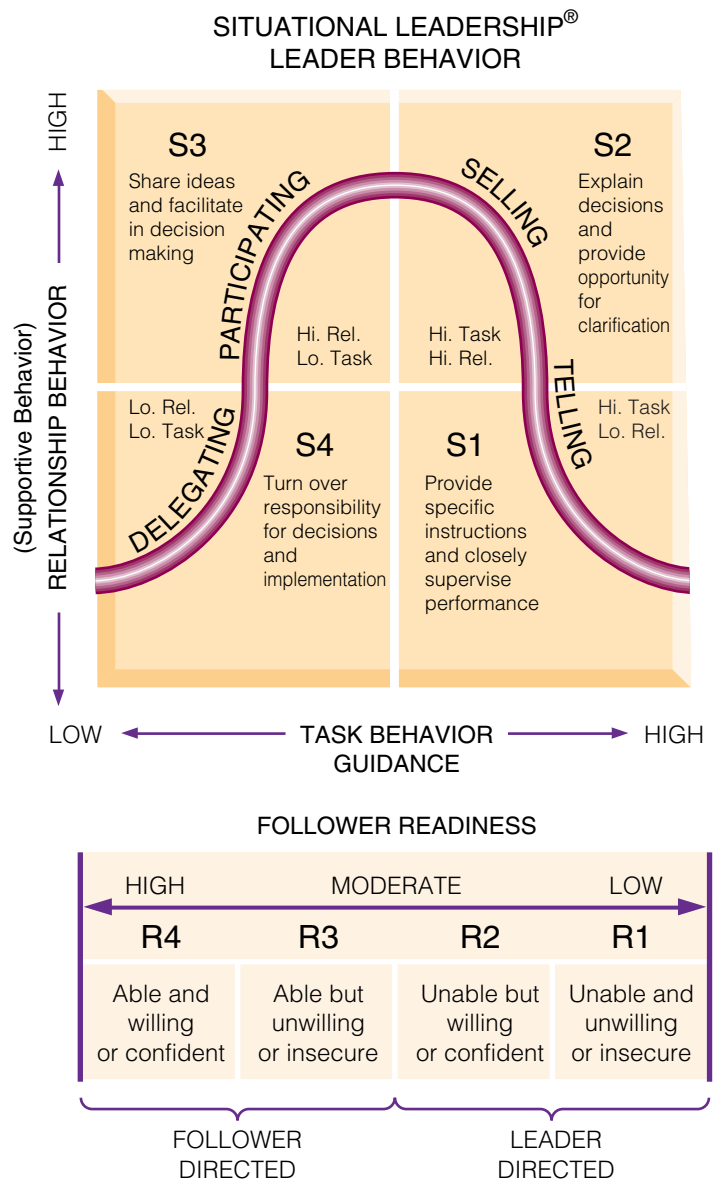 SITUATIONAL LEADERSHIP®
LEADER BEHAVIOR
HIGH
(Supportive Behavior)
RELATIONSHIP BEHAVIOR
S3
Share ideas
and facilitate
in decision
making
PARTICIPATING
Hi. Rel.
Lo. Task
SELLING
S2
Explain
decisions
and
provide
opportunity
for
clarification
Hi. Task
Hi. Rel.
Lo. Rel.
Lo. Task
DELEGATING
S4
Turn over
responsibility
for decisions
and
implementation
S1
Provide
specific
instructions
and closely
supervise
performance
TELLING
Hi. Task
Lo. Rel.
LOW
TASK BEHAVIOR
GUIDANCE
HIGH
FOLLOWER READINESS
HIGH MODERATE LOW
R4 R3 R2 R1
Able and
willing
or confident
Able but
unwilling
or insecure
Unable but
willing
or confident
Unable and
unwilling
or insecure
FOLLOWER
DIRECTED
LEADER
DIRECTED